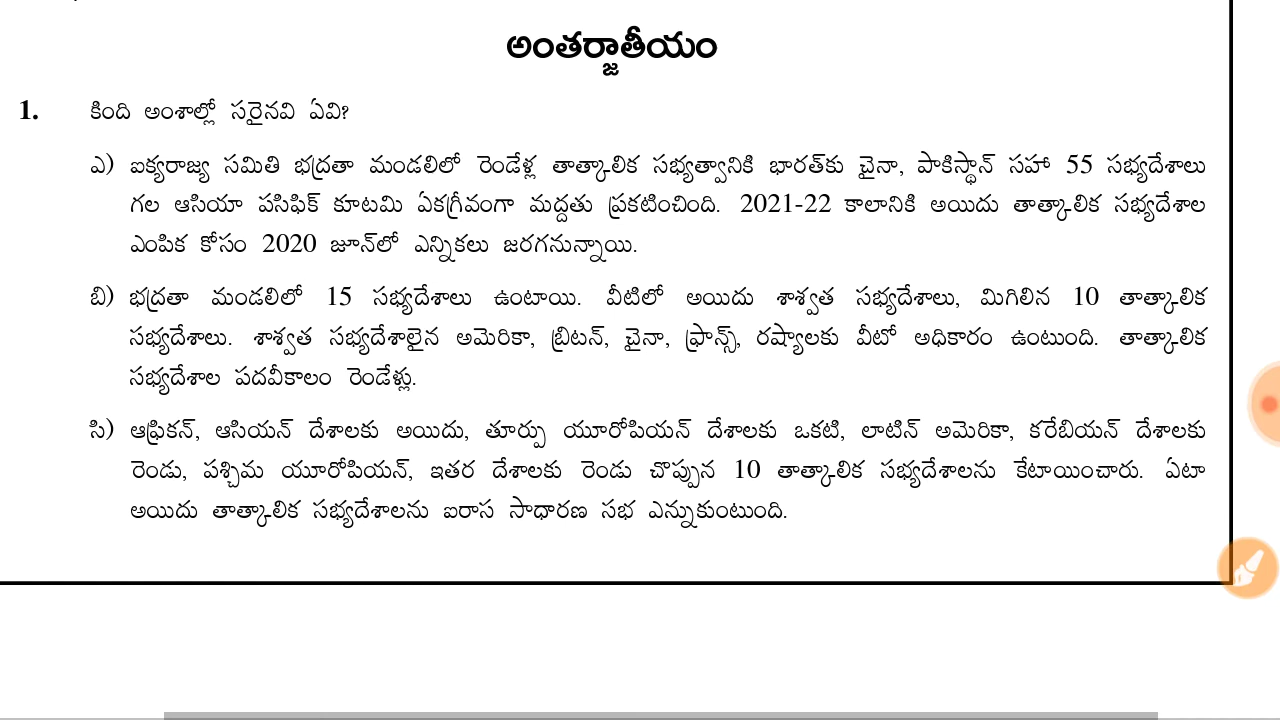 అంతర్జాతీయం
1. కింది అంశాల్లో సరైనవి ఏవి?
ఎ) ఐక్యరాజ్య సమితి భద్రతా మండలిలో రెండేళ్ల తాత్కాలిక సభ్యత్వానికి భారత్‌కు చైనా, పాకిస్థాన్ సహా 55 సభ్యదేశాలు
గల ఆసియా పసిఫిక్ కూటమి ఏకగ్రీవంగా మద్దతు ప్రకటించింది. 2021-22 కాలానికి అయిదు తాత్కాలిక సభ్యదేశాల
ఎంపిక కోసం 2020 జూన్‌లో ఎన్నికలు జరగనున్నాయి.
బి) భద్రతా మండలిలో 15 సభ్యదేశాలు ఉంటాయి. వీటిలో అయిదు శాశ్వత సభ్యదేశాలు, మిగిలిన 10 తాత్కాలిక
సభ్యదేశాలు. శాశ్వత సభ్యదేశాలైన అమెరికా, బ్రిటన్, చైనా, ఫ్రాన్స్, రష్యాలకు వీటో అధికారం ఉంటుంది. తాత్కాలిక
సభ్యదేశాల పదవీకాలం రెండేళ్లు.
సి) ఆఫ్రికన్, ఆసియన్ దేశాలకు అయిదు, తూర్పు యూరోపియన్ దేశాలకు ఒకటి, లాటిన్ అమెరికా, కరేబియన్ దేశాలకు
రెండు, పశ్చిమ యూరోపియన్, ఇతర దేశాలకు రెండు చొప్పున 10 తాత్కాలిక సభ్యదేశాలను కేటాయించారు. ఏటా
అయిదు తాత్కాలిక సభ్యదేశాలను ఐరాస సాధారణ సభ ఎన్నుకుంటుంది.